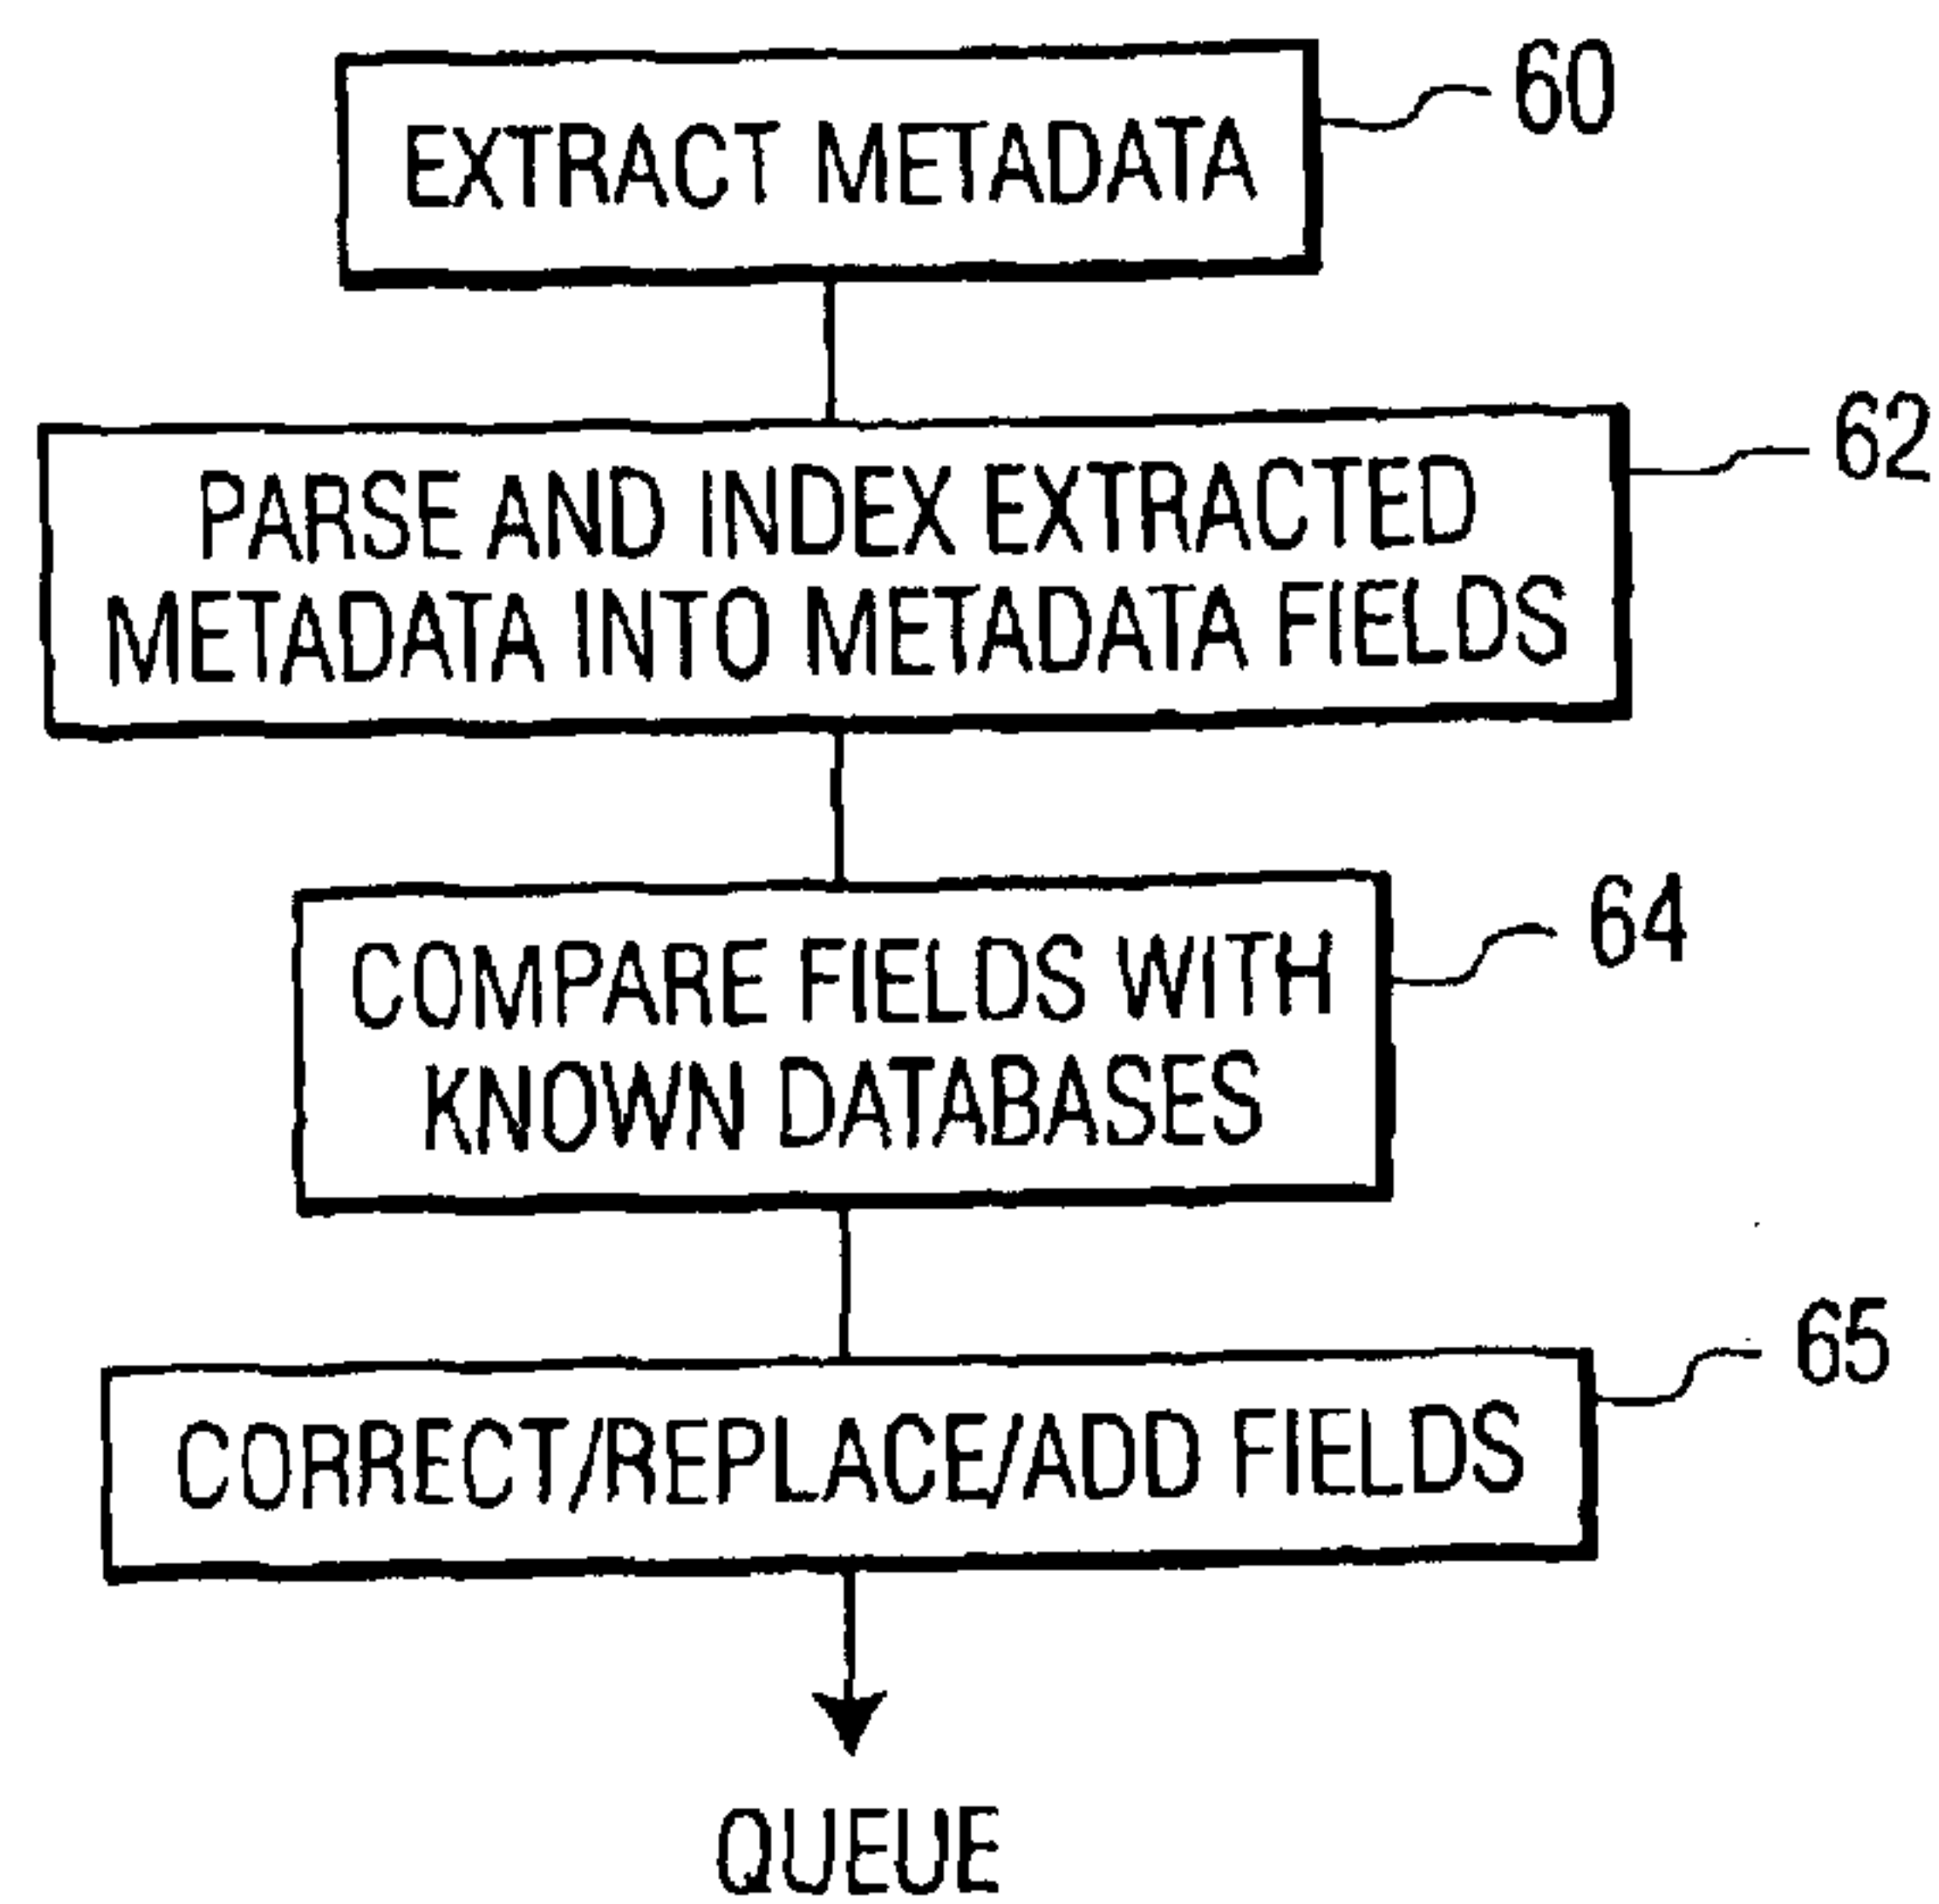 EXTRACT METADATA
60
PARSE AND INDEX EXTRACTED
METADATA INTO METADATA FIELDS
62
COMPARE FIELDS WITH
KNOWN DATABASES
64
CORRECT/REPLACE/ADD FIELDS
65
QUEUE